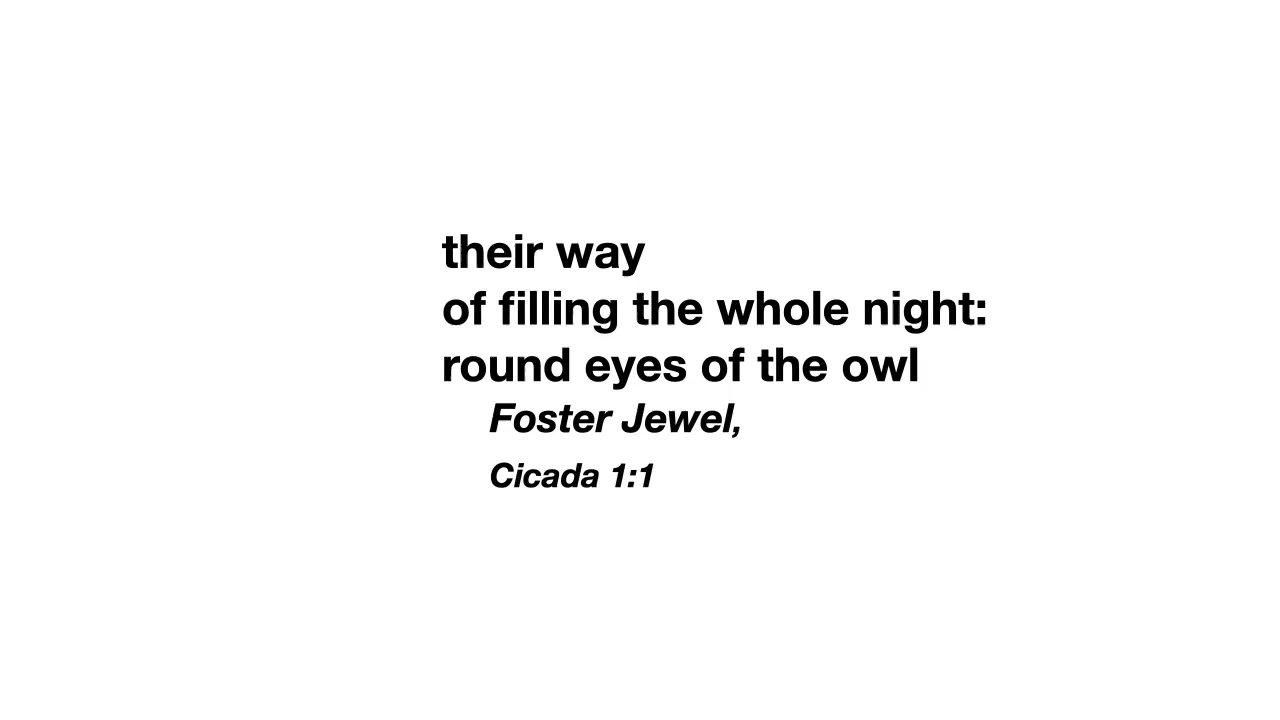 their way
of filling the whole night:
round eyes of the owl
Foster Jewel,
Cicada 1:1